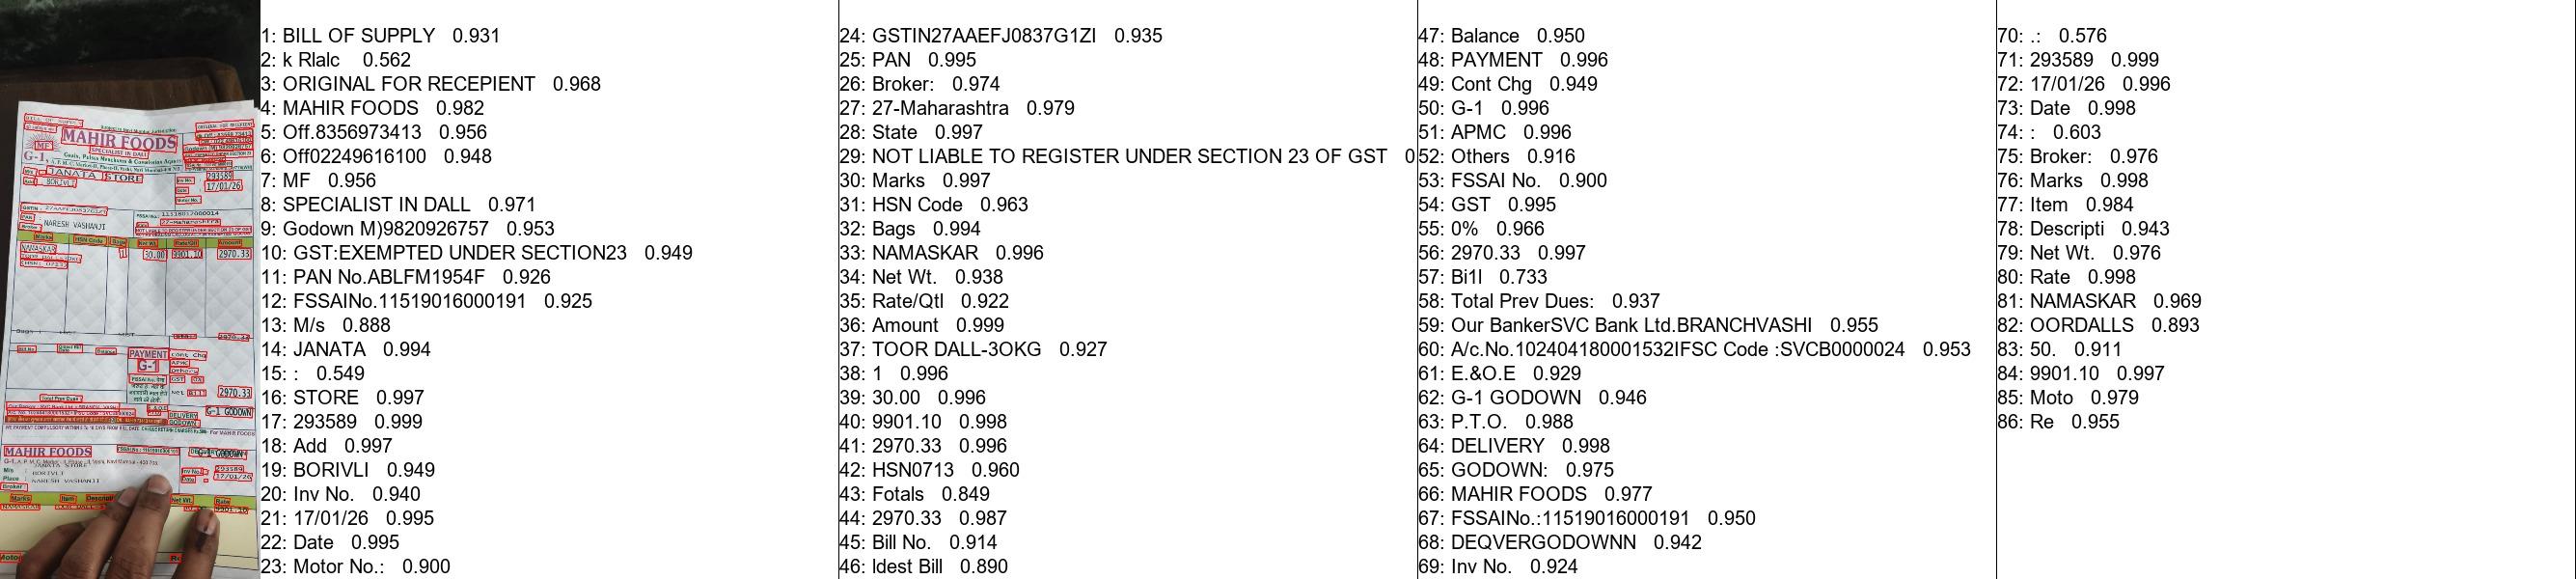 1: BILL OF SUPPLY 0.931
2: k Rlalc 0.562
3: ORIGINAL FOR RECEPIENT 0.968
4: MAHIR FOODS 0.982
5: Off.8356973413 0.956
6: Off02249616100 0.948
7: MF 0.956
8: SPECIALIST IN DALL 0.971
9: Godown M)9820926757 0.953
10: GST:EXEMPTED UNDER SECTION23 0.949
11: PAN No.ABLFM1954F 0.926
12: FSSAINo.11519016000191 0.925
13: M/s 0.888
14: JANATA 0.994
15: : 0.549
16: STORE 0.997
17: 293589 0.999
18: Add 0.997
19: BORIVLI 0.949
20: Inv No. 0.940
21: 17/01/26 0.995
22: Date 0.995
23: Motor No.: 0.900
24: GSTIN27AAEFJ0837G1ZI 0.935
25: PAN 0.995
26: Broker: 0.974
27: 27-Maharashtra 0.979
28: State 0.997
29: NOT LIABLE TO REGISTER UNDER SECTION 23 OF GST 0
30: Marks 0.997
31: HSN Code 0.963
32: Bags 0.994
33: NAMASKAR 0.996
34: Net Wt. 0.938
35: Rate/Qtl 0.922
36: Amount 0.999
37: TOOR DALL-3OKG 0.927
38: 1 0.996
39: 30.00 0.996
40: 9901.10 0.998
41: 2970.33 0.996
42: HSN0713 0.960
43: Fotals 0.849
44: 2970.33 0.987
45: Bill No. 0.914
46: ldest Bill 0.890
47: Balance 0.950
48: PAYMENT 0.996
49: Cont Chg 0.949
50: G-1 0.996
51: APMC 0.996
52: Others 0.916
53: FSSAI No. 0.900
54: GST 0.995
55: 0% 0.966
56: 2970.33 0.997
57: Bi1l 0.733
58: Total Prev Dues: 0.937
59: Our BankerSVC Bank Ltd.BRANCHVASHI 0.955
60: A/c.No.102404180001532IFSC Code :SVCB0000024 0.953
61: E.&O.E 0.929
62: G-1 GODOWN 0.946
63: P.T.O. 0.988
64: DELIVERY 0.998
65: GODOWN: 0.975
66: MAHIR FOODS 0.977
67: FSSAINo.:11519016000191 0.950
68: DEQVERGODOWNN 0.942
69: Inv No. 0.924
70: .: 0.576
71: 293589 0.999
72: 17/01/26 0.996
73: Date 0.998
74: : 0.603
75: Broker: 0.976
76: Marks 0.998
77: Item 0.984
78: Descripti 0.943
79: Net Wt. 0.976
80: Rate 0.998
81: NAMASKAR 0.969
82: OORDALLS 0.893
83: 50. 0.911
84: 9901.10 0.997
85: Moto 0.979
86: Re 0.955